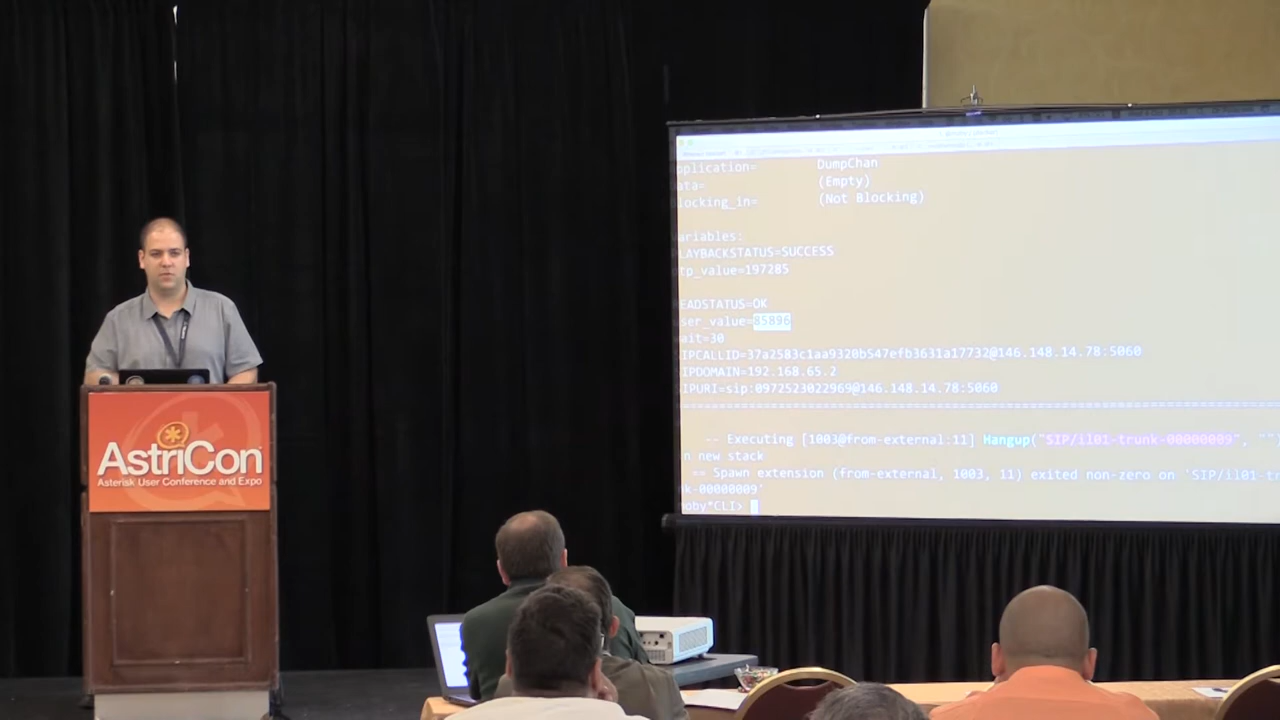 AstriCon
Asterisk User Conference and Expo
pplication= DumpChan
ata= (Empty)
locking_in= (Not Blocking)
ariables:
PLAYBACKSTATUS=SUCCESS
tp_value=197285
EADSTATUS=OK
ser_value=85896
ait=30
IPCALLID=37a2583c1aa9320b547efb3631a17732@146.148.14.78:5060
IPDOMAIN=192.168.65.2
IPURI=sip:0972523022969@146.148.14.78:5060
-- Executing [1003@from-external:11] Hangup("SIP/il01-trunk-00000009", "")
n new stack
== Spawn extension (from-external, 1003, 11) exited non-zero on 'SIP/il01-tr
nk-00000009'
oby*CLI>